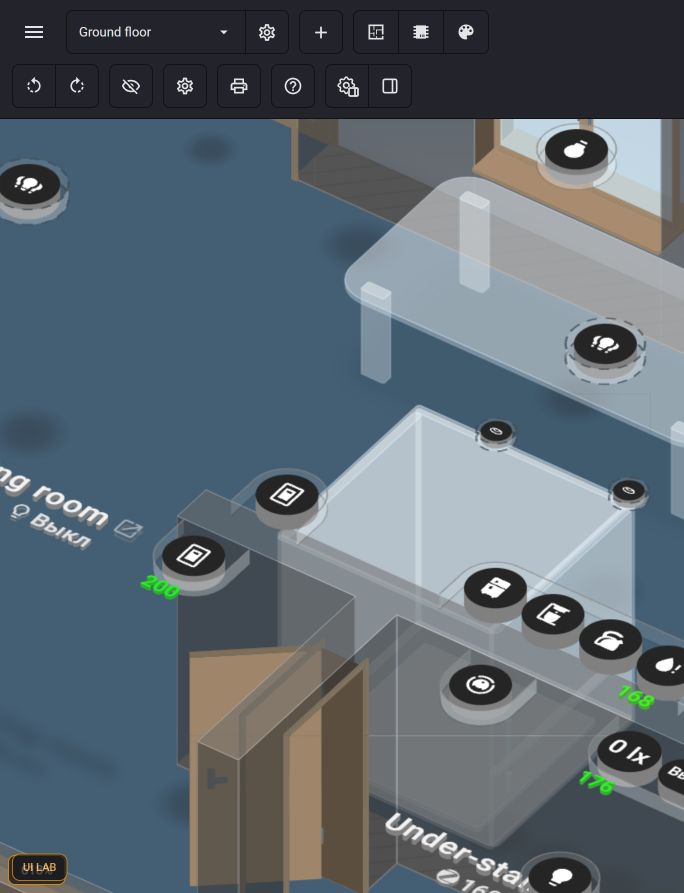 Ground floor
ng room
Выкл
200
168
0 lx
176
Under-sta
UI LAB